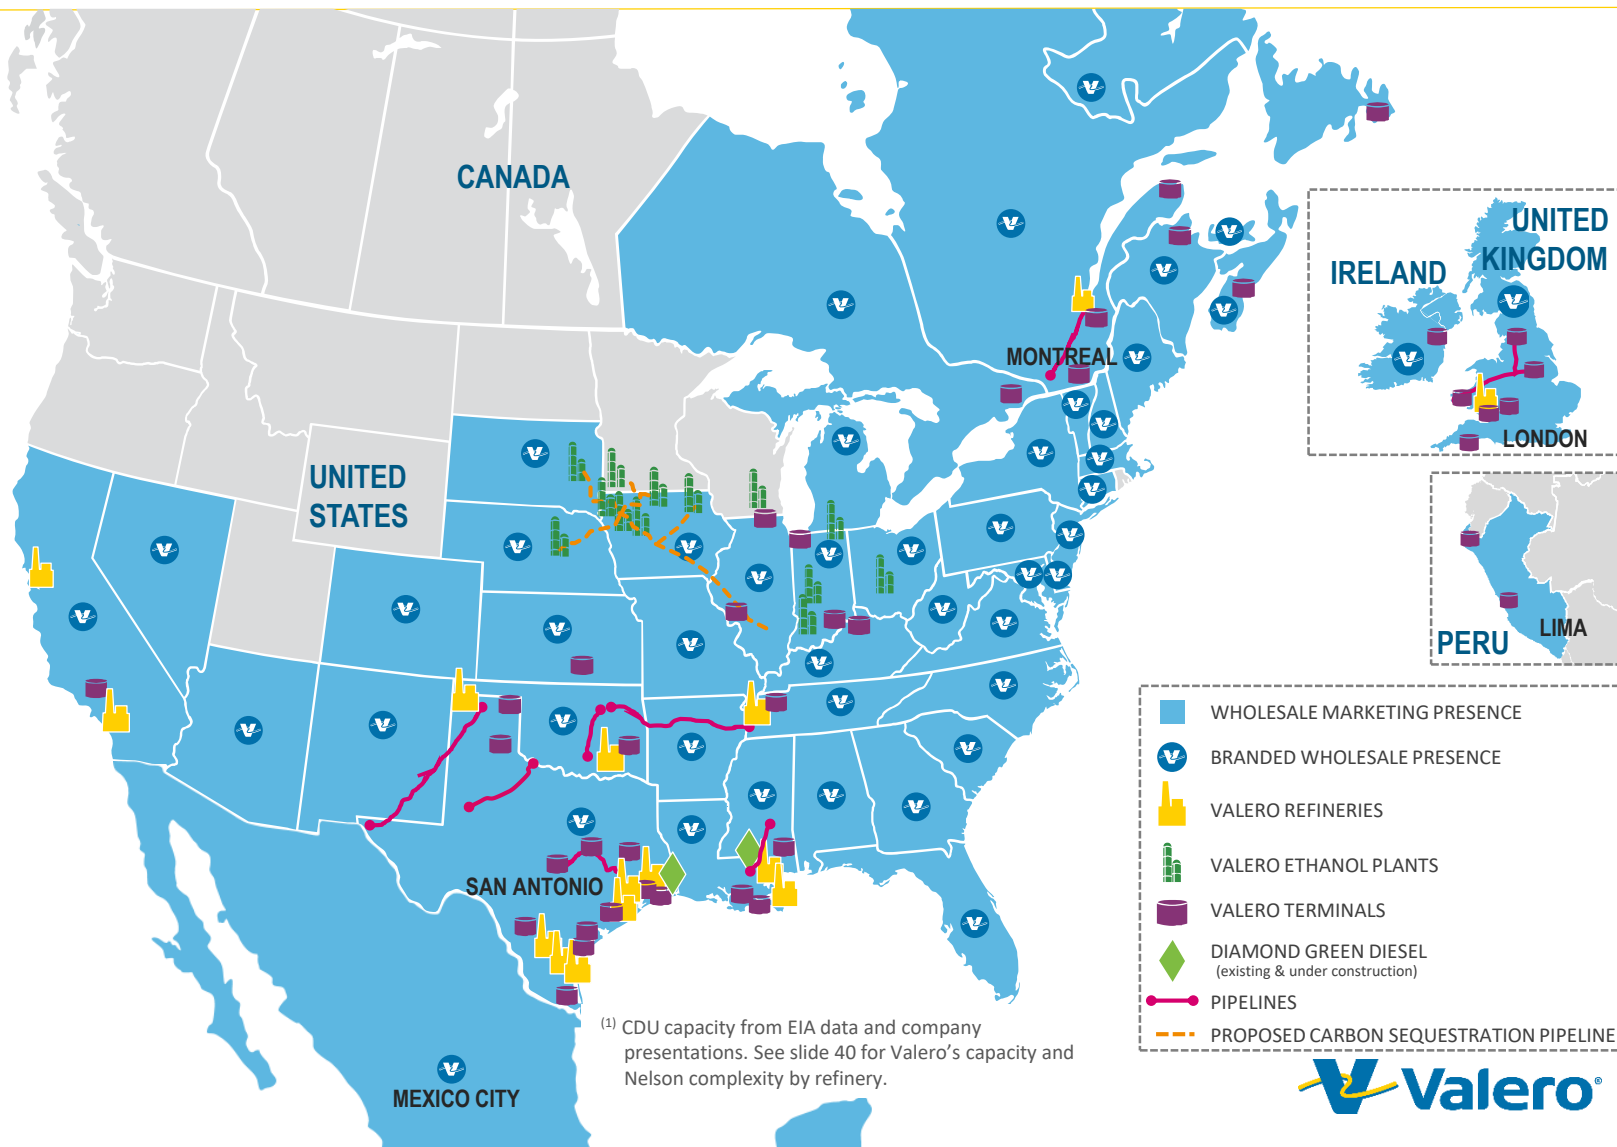 CANADA
UNITED
KINGDOM
IRELAND
MONTREAL
LONDON
UNITED
STATES
PERU
LIMA
SAN ANTONIO
MEXICO CITY
WHOLESALE MARKETING PRESENCE
BRANDED WHOLESALE PRESENCE
VALERO REFINERIES
VALERO ETHANOL PLANTS
VALERO TERMINALS
DIAMOND GREEN DIESEL
(existing & under construction)
PIPELINES
PROPOSED CARBON SEQUESTRATION PIPELINE
(1) CDU capacity from EIA data and company
presentations. See slide 40 for Valero’s capacity and
Nelson complexity by refinery.
Valero®